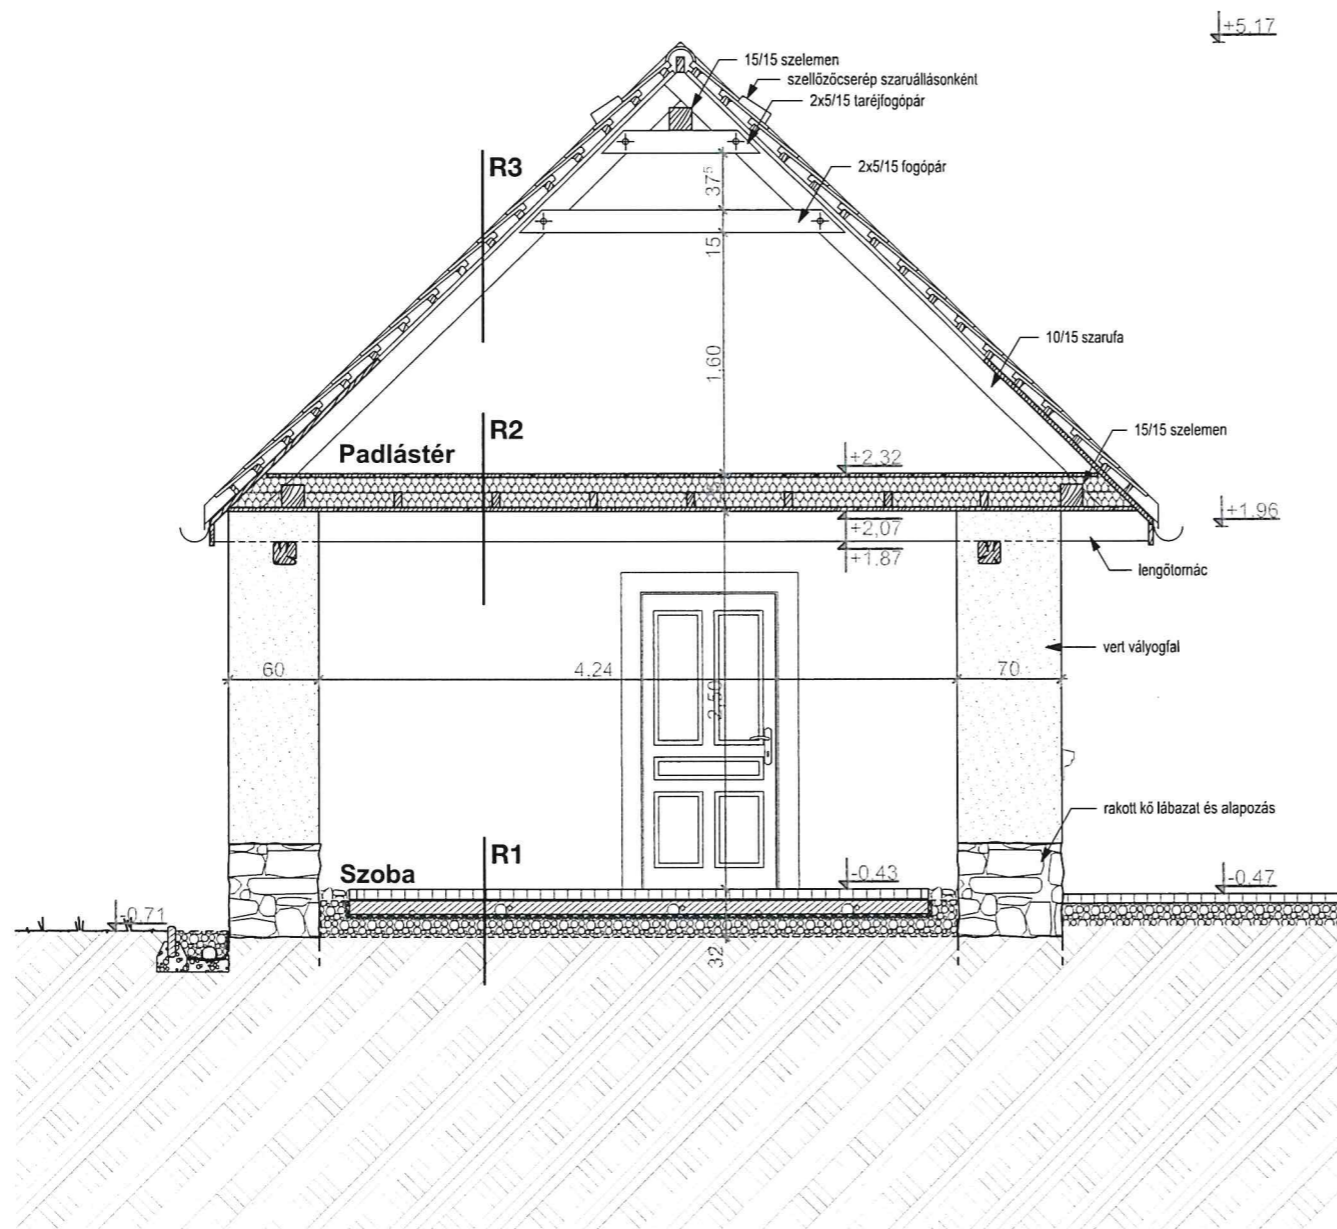 +5,17
15/15 szelemen
szellőzőcserép szaruállásonként
2x5/15 taréjfogópár
2x5/15 fogópár
R3
37⁵
15
10/15 szarufa
1,60
R2
15/15 szelemen
Padlástér
+2,32
+1,96
+2,07
+1,87
lengőtornác
vert vályogfal
60
4,24
70
2,50
rakott kő lábazat és alapozás
R1
Szoba
-0,43
-0,47
-0,71
32